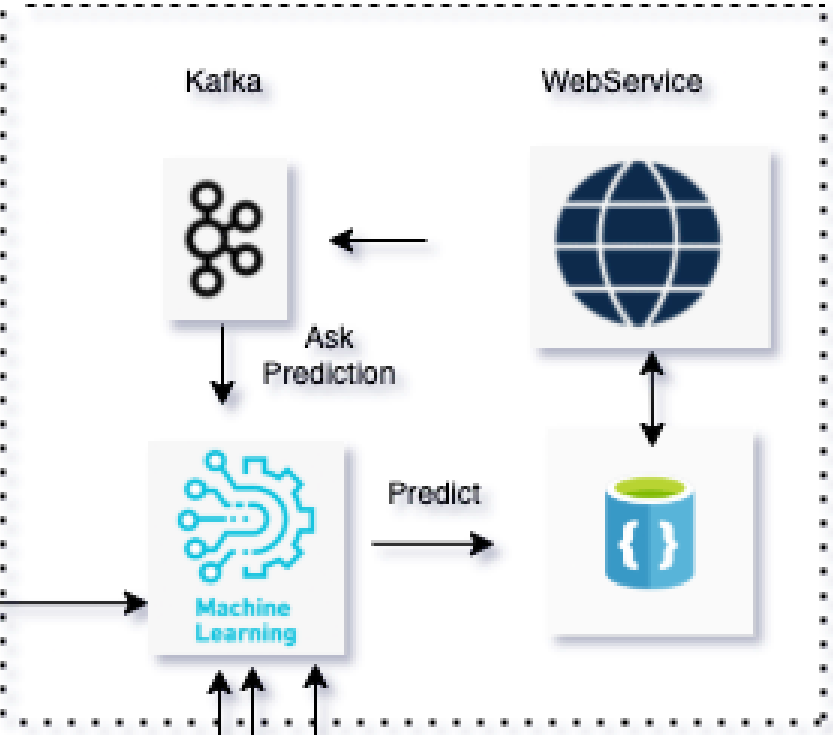 Kafka
WebService
Ask
Prediction
Predict
{ }
Machine
Learning